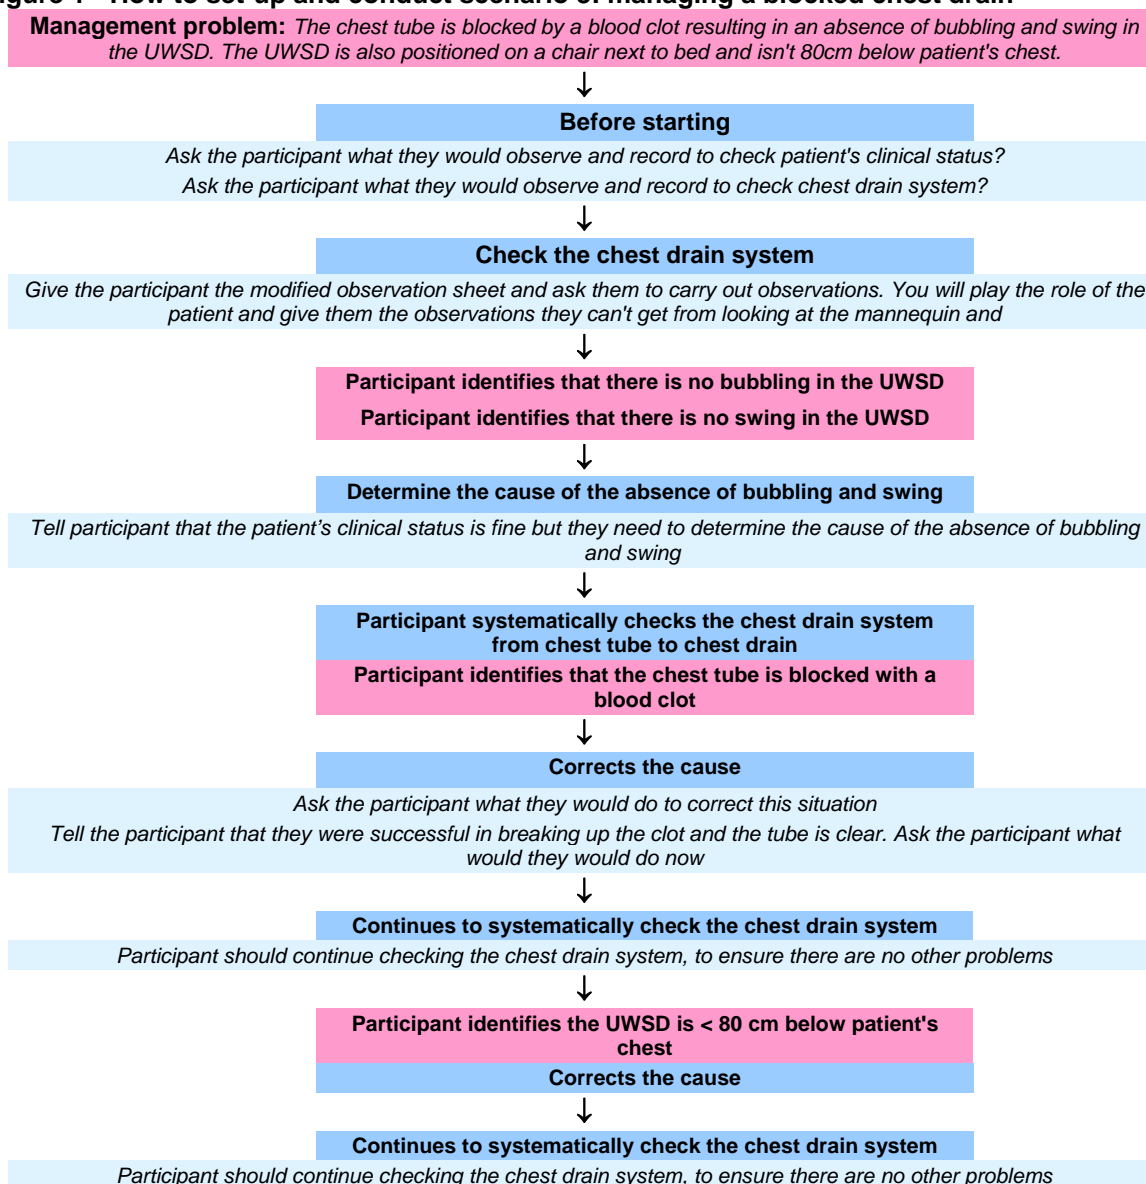 Figure 1 - How to set-up and conduct scenario of managing a blocked chest drain
Management problem: The chest tube is blocked by a blood clot resulting in an absence of bubbling and swing in
the UWSD. The UWSD is also positioned on a chair next to bed and isn't 80cm below patient's chest.
↓
Before starting
Ask the participant what they would observe and record to check patient's clinical status?
Ask the participant what they would observe and record to check chest drain system?
↓
Check the chest drain system
Give the participant the modified observation sheet and ask them to carry out observations. You will play the role of the
patient and give them the observations they can't get from looking at the mannequin and
↓
Participant identifies that there is no bubbling in the UWSD
Participant identifies that there is no swing in the UWSD
↓
Determine the cause of the absence of bubbling and swing
Tell participant that the patient’s clinical status is fine but they need to determine the cause of the absence of bubbling
and swing
↓
Participant systematically checks the chest drain system
from chest tube to chest drain
Participant identifies that the chest tube is blocked with a
blood clot
↓
Corrects the cause
Ask the participant what they would do to correct this situation
Tell the participant that they were successful in breaking up the clot and the tube is clear. Ask the participant what
would they would do now
↓
Continues to systematically check the chest drain system
Participant should continue checking the chest drain system, to ensure there are no other problems
↓
Participant identifies the UWSD is < 80 cm below patient's
chest
Corrects the cause
↓
Continues to systematically check the chest drain system
Participant should continue checking the chest drain system, to ensure there are no other problems